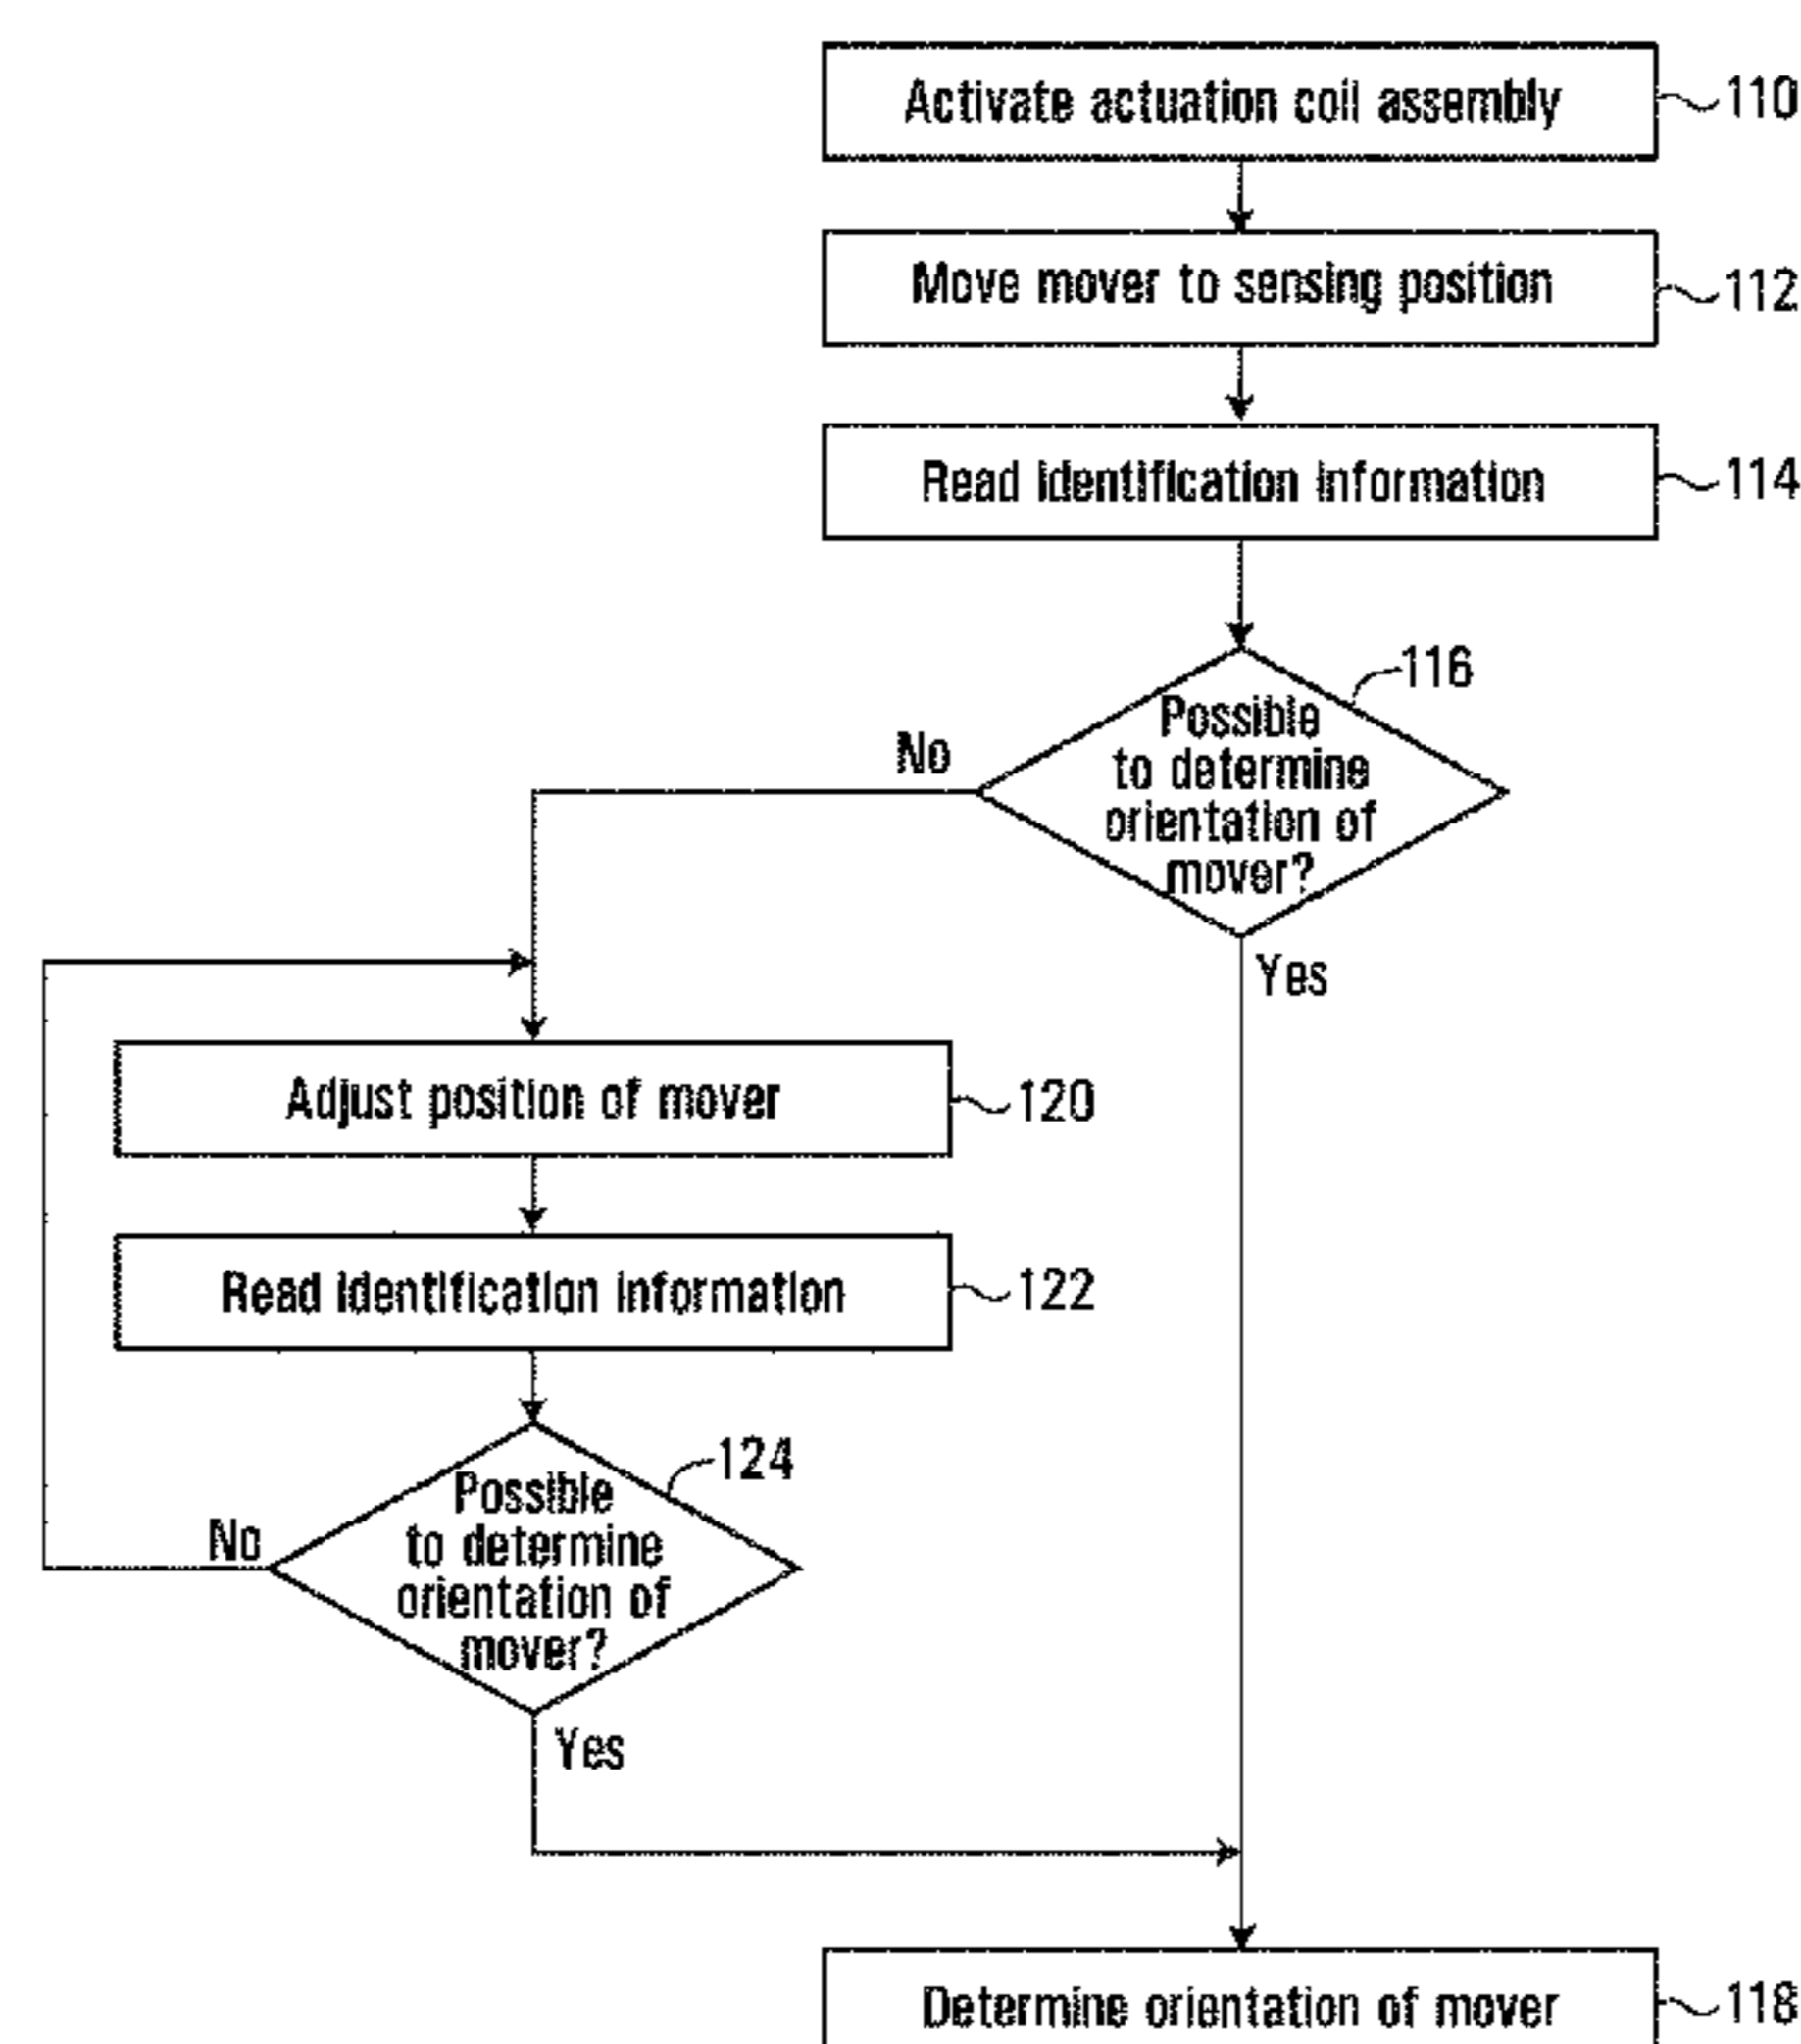 Activate actuation coil assembly
110
Move mover to sensing position
112
Read identification information
114
116
Possible
to determine
orientation of
mover?
No
Yes
Adjust position of mover
120
Read identification information
122
124
Possible
to determine
orientation of
mover?
No
Yes
Determine orientation of mover
118